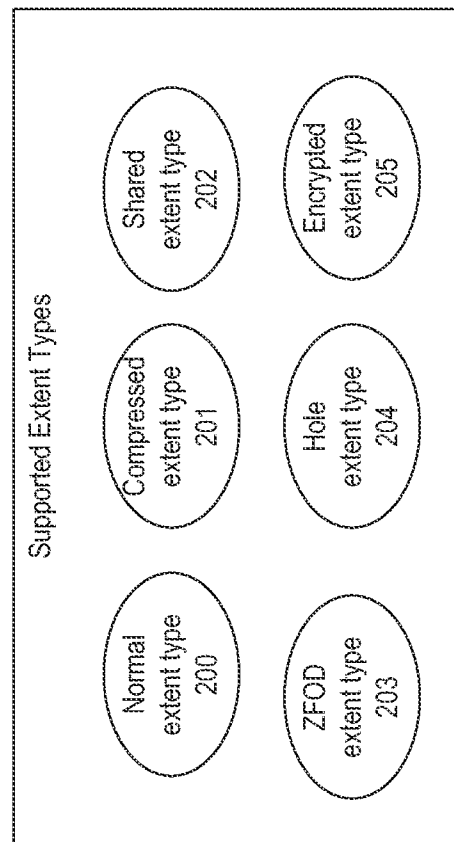 Supported Extent Types
Normal
extent type
200
Compressed
extent type
201
Shared
extent type
202
ZFOD
extent type
203
Hole
extent type
204
Encrypted
extent type
205